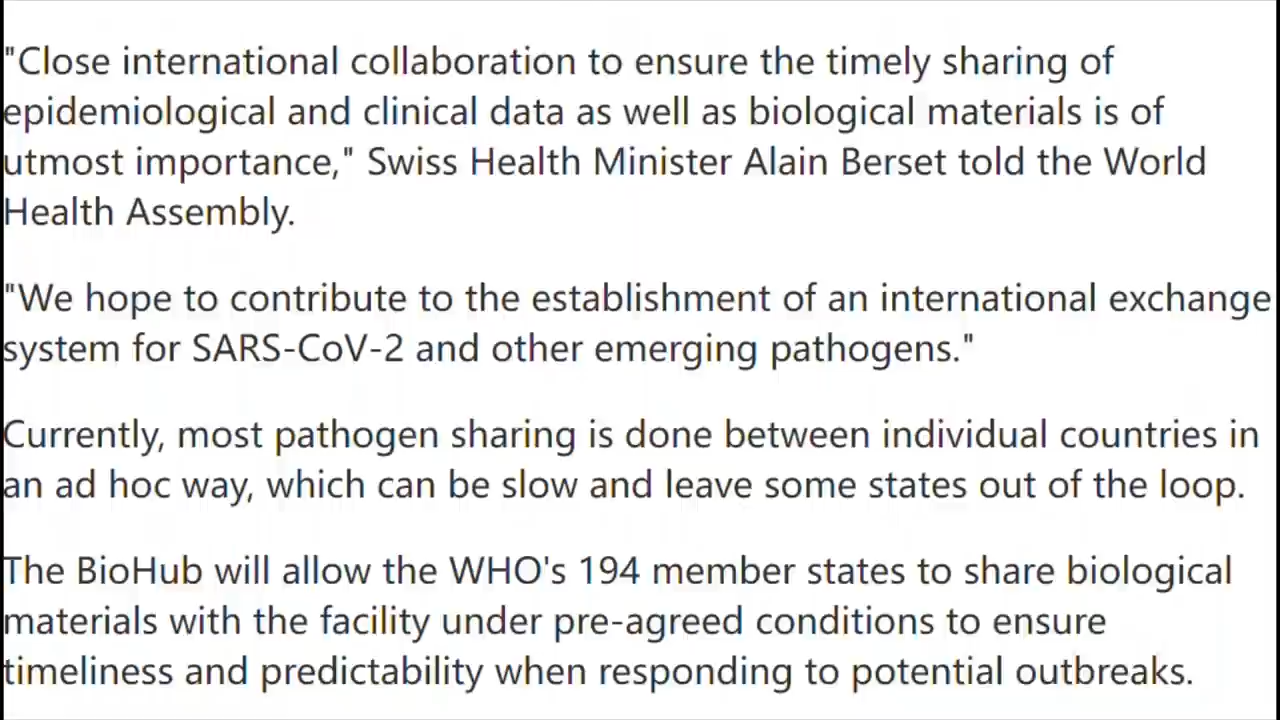 "Close international collaboration to ensure the timely sharing of
epidemiological and clinical data as well as biological materials is of
utmost importance," Swiss Health Minister Alain Berset told the World
Health Assembly.
"We hope to contribute to the establishment of an international exchange
system for SARS-CoV-2 and other emerging pathogens."
Currently, most pathogen sharing is done between individual countries in
an ad hoc way, which can be slow and leave some states out of the loop.
The BioHub will allow the WHO's 194 member states to share biological
materials with the facility under pre-agreed conditions to ensure
timeliness and predictability when responding to potential outbreaks.